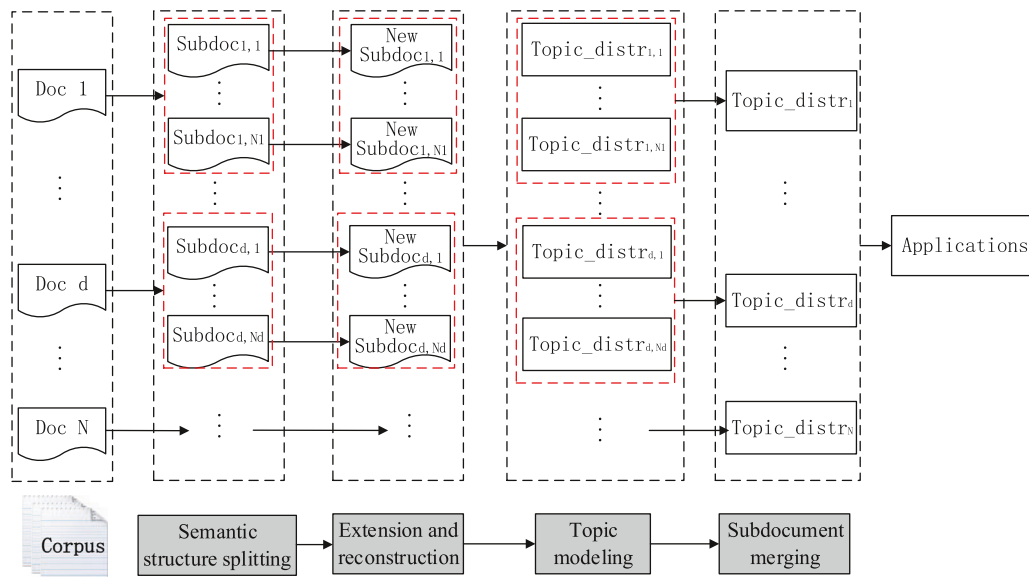 Doc 1
Doc d
Doc N
Corpus
Subdoc1,1
Subdoc1,N1
Subdocd,1
Subdocd,Nd
Semantic
structure splitting
New
Subdoc1,1
New
Subdoc1,N1
New
Subdocd,1
New
Subdocd,Nd
Extension and
reconstruction
Topic_distr1,1
Topic_distr1,N1
Topic_distrd,1
Topic_distrd,Nd
Topic
modeling
Topic_distr1
Topic_distrd
Topic_distrN
Subdocument
merging
Applications